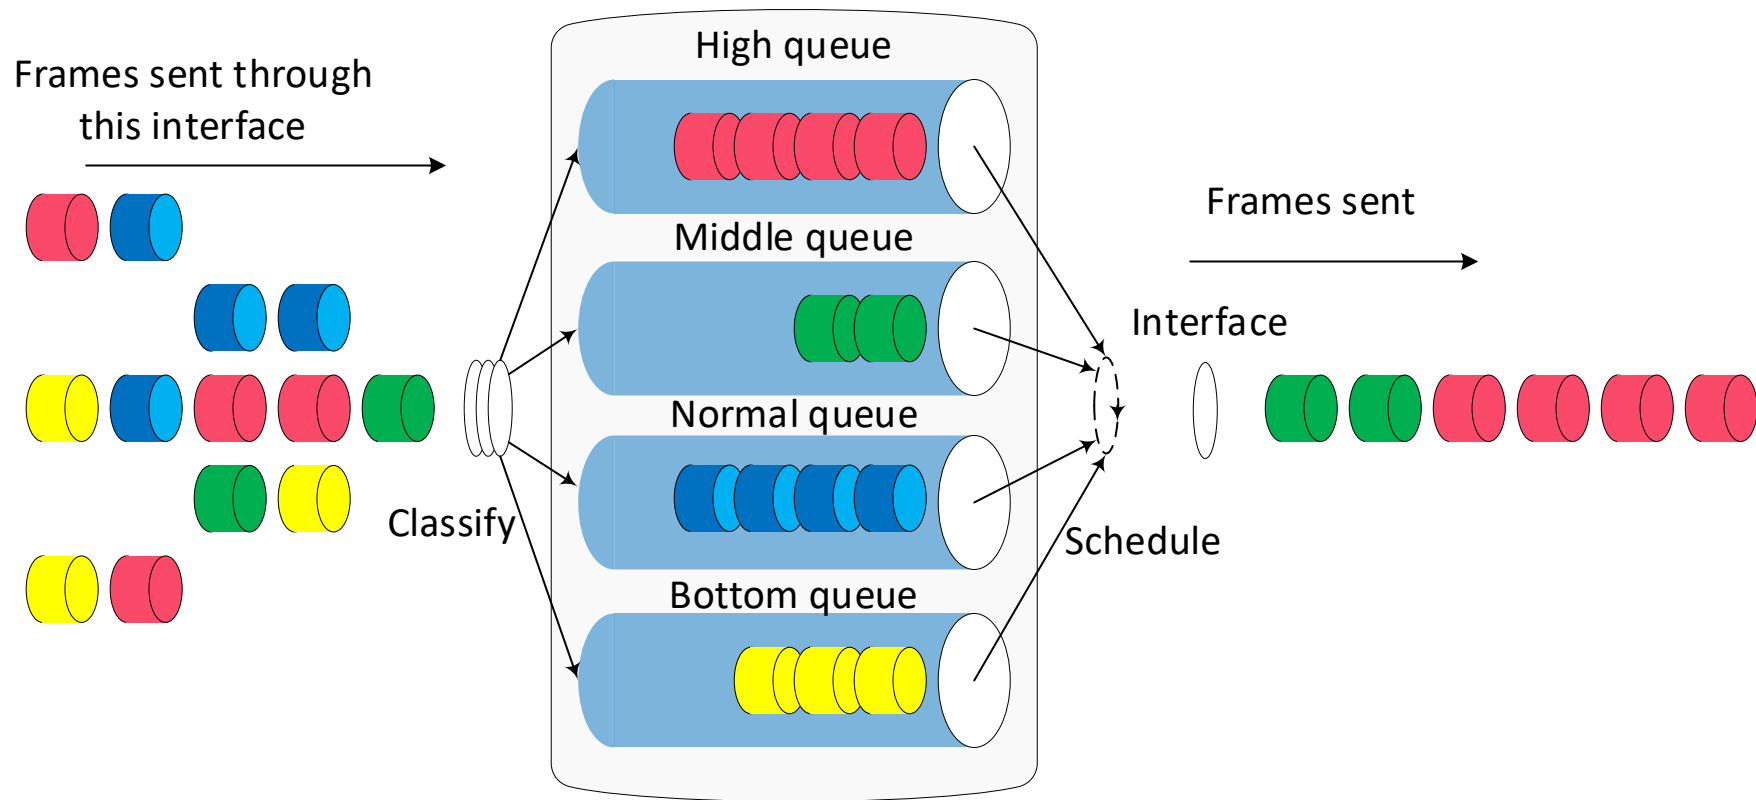 High queue
Frames sent through
this interface
Middle queue
Frames sent
Interface
Normal queue
Classify
Schedule
Bottom queue